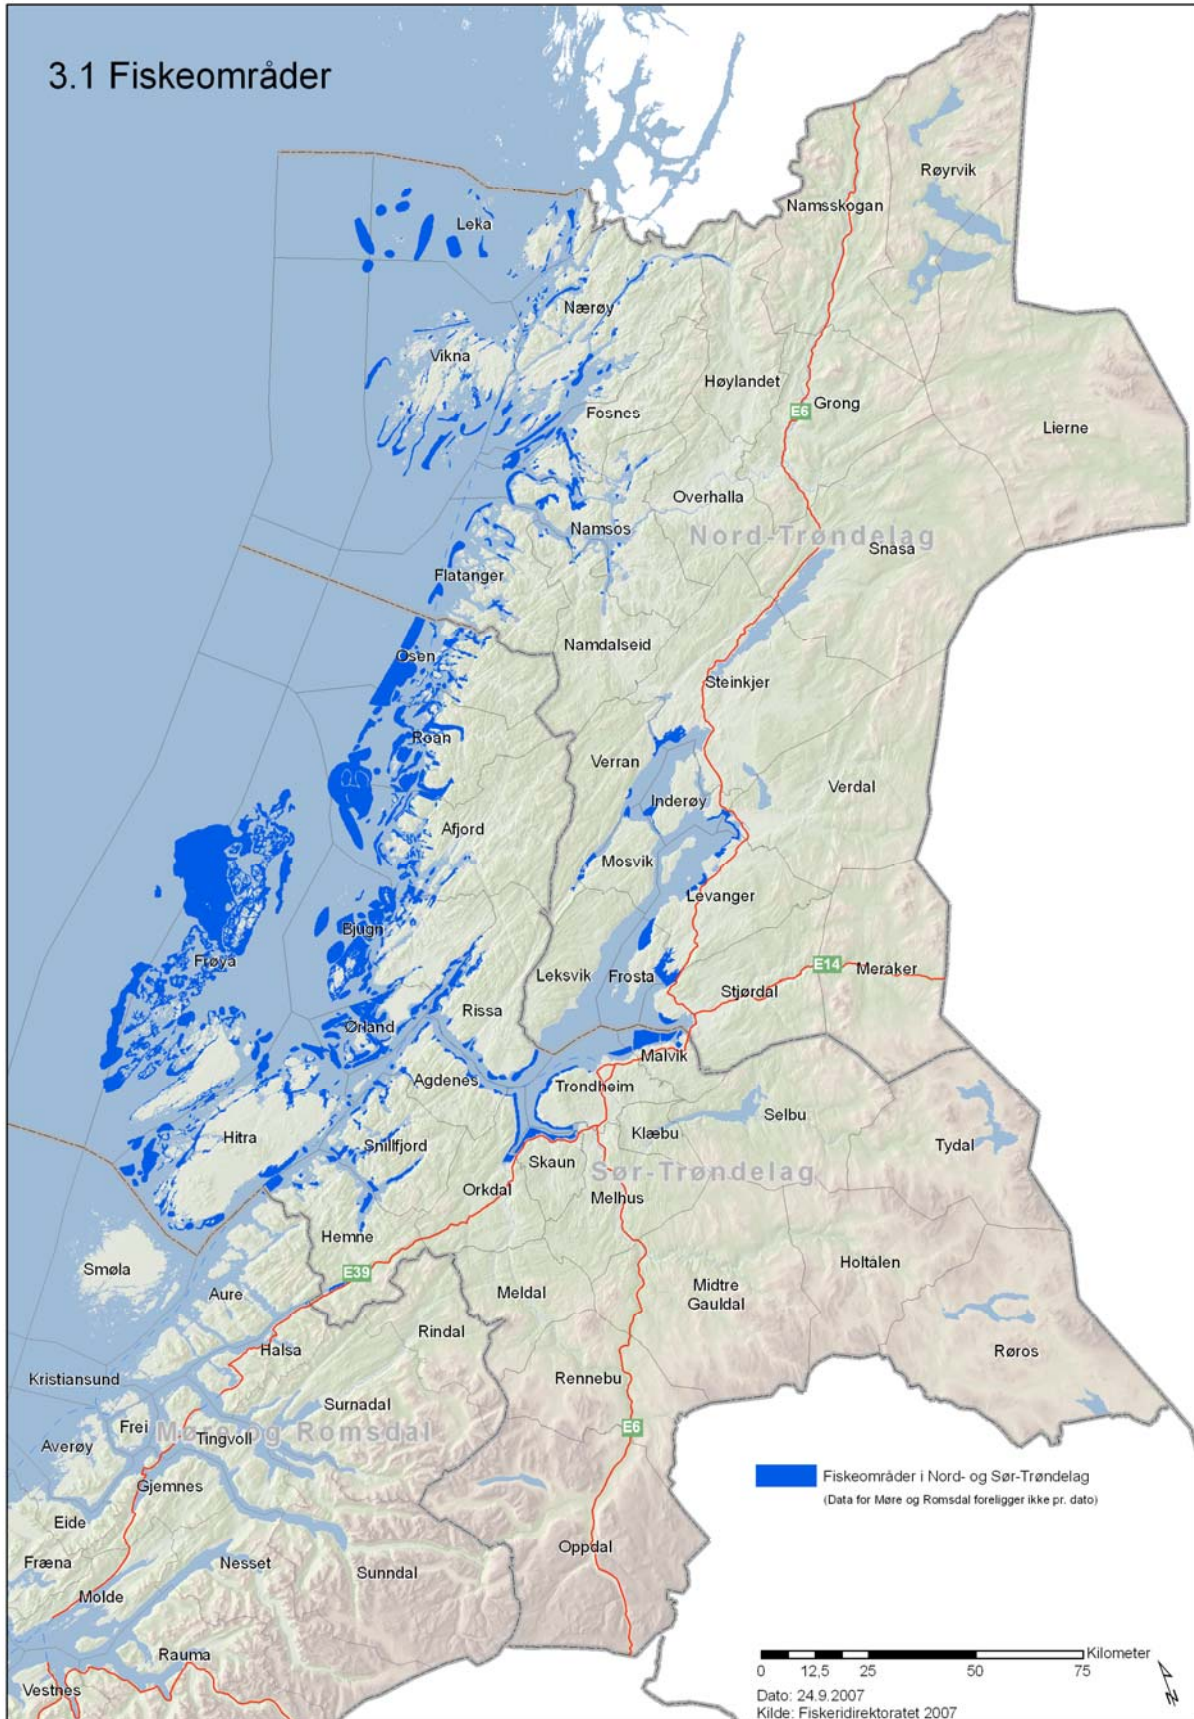 3.1 Fiskeområder
Røyrvik
Namsskogan
Leka
Nærøy
Vikna
Høylandet
Grong
E6
Fosnes
Lierne
Overhalla
Namsos
Nord-Trøndelag
Snasa
Flatanger
Namdalseid
Osen
Steinkjer
Roan
Verran
Verdal
Inderøy
Afjord
Mosvik
Levanger
Bjugn
Frøya
Leksvik
Frosta
E14
Meraker
Stjørdal
Rissa
Ørland
Malvik
Agdenes
Trondheim
Selbu
Hitra
Snillfjord
Klæbu
Tydal
Skaun
Sør-Trøndelag
Orkdal
Melhus
Hemne
Smøla
E39
Holtalen
Aure
Meldal
Midtre
Gauldal
Rindal
Halsa
Røros
Kristiansund
Rennebu
Surnadal
Frei
Møre og Romsdal
E6
Averøy
Tingvoll
Gjemnes
Fiskeområder i Nord- og Sør-Trøndelag
(Data for Møre og Romsdal foreligger ikke pr. dato)
Eide
Oppdal
Fræna
Nesset
Sunndal
Molde
Rauma
Vestnes
Kilometer
0 12,5 25 50 75
Dato: 24.9.2007
Kilde: Fiskeridirektoratet 2007
N